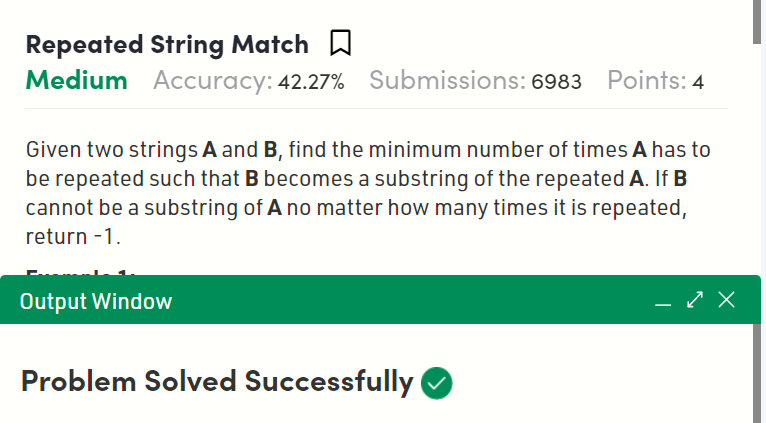 Repeated String Match
Medium Accuracy: 42.27% Submissions: 6983 Points: 4
Given two strings A and B, find the minimum number of times A has to
be repeated such that B becomes a substring of the repeated A. If B
cannot be a substring of A no matter how many times it is repeated,
return -1.
Example 1:
Output Window
Problem Solved Successfully